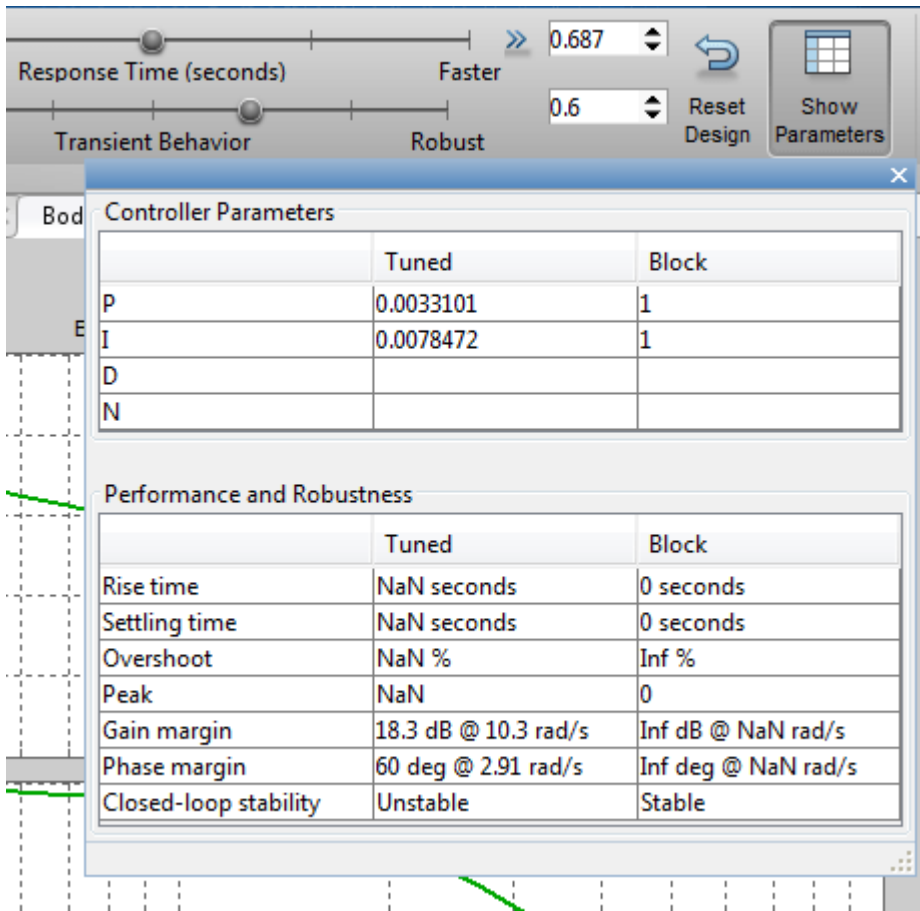 0.687
Response Time (seconds) Faster
0.6 Reset Show
Transient Behavior Robust Design Parameters
Bod
Controller Parameters
Tuned Block
P 0.0033101 1
I 0.0078472 1
D
N
Performance and Robustness
Tuned Block
Rise time NaN seconds 0 seconds
Settling time NaN seconds 0 seconds
Overshoot NaN % Inf %
Peak NaN 0
Gain margin 18.3 dB @ 10.3 rad/s Inf dB @ NaN rad/s
Phase margin 60 deg @ 2.91 rad/s Inf deg @ NaN rad/s
Closed-loop stability Unstable Stable